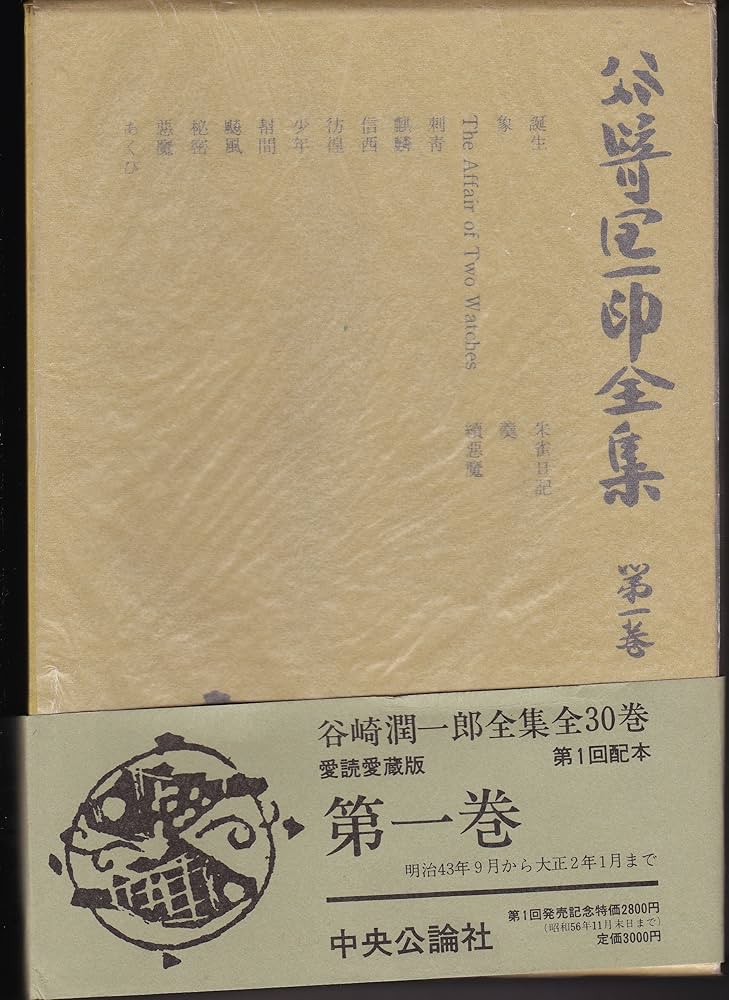 谷崎潤一郎全集 第一巻
誕生
象
The Affair of Two Watches
刺青
麒麟
信西
彷徨
少年
幇間
飇風
秘密
惡魔
あくび
朱雀日記
羹
續惡魔
谷崎潤一郎全集全30巻
愛読愛蔵版
第1回配本
第一巻
明治43年9月から大正2年1月まで
中央公論社
第1回発売記念特価2800円
(昭和56年11月末日まで)
定価3000円